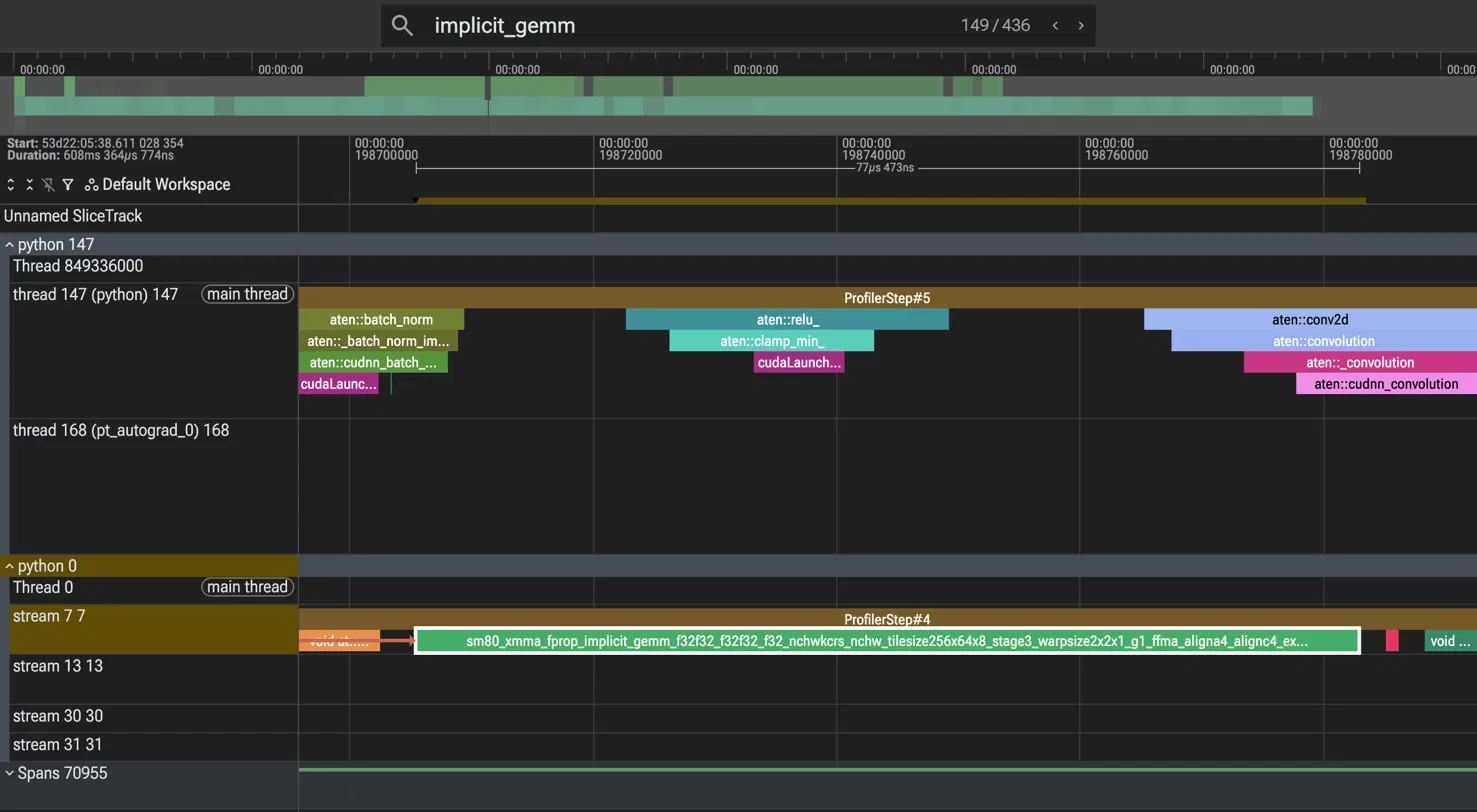 implicit_gemm 149 / 436
00:00:00 00:00:00 00:00:00 00:00:00 00:00:00 00:00:00 00:00
Start: 53d22:05:38.611 028 354
Duration: 608ms 364µs 774ns
00:00:00 00:00:00 00:00:00 00:00:00 00:00:00
198700000 198720000 198740000 198760000 198780000
77µs 473ns
Default Workspace
Unnamed SliceTrack
python 147
Thread 849336000
thread 147 (python) 147 main thread
ProfilerStep#5
aten::batch_norm aten::relu_ aten::conv2d
aten::_batch_norm_im... aten::clamp_min_ aten::convolution
aten::cudnn_batch_... cudaLaunch... aten::_convolution
cudaLaunc... aten::cudnn_convolution
thread 168 (pt_autograd_0) 168
python 0
Thread 0 main thread
stream 7 7
ProfilerStep#4
void at::... sm80_xmma_fprop_implicit_gemm_f32f32_f32f32_f32_nchwkcrs_nchw_tilesize256x64x8_stage3_warpsize2x2x1_g1_ffma_aligna4_alignc4_ex... void ...
stream 13 13
stream 30 30
stream 31 31
Spans 70955